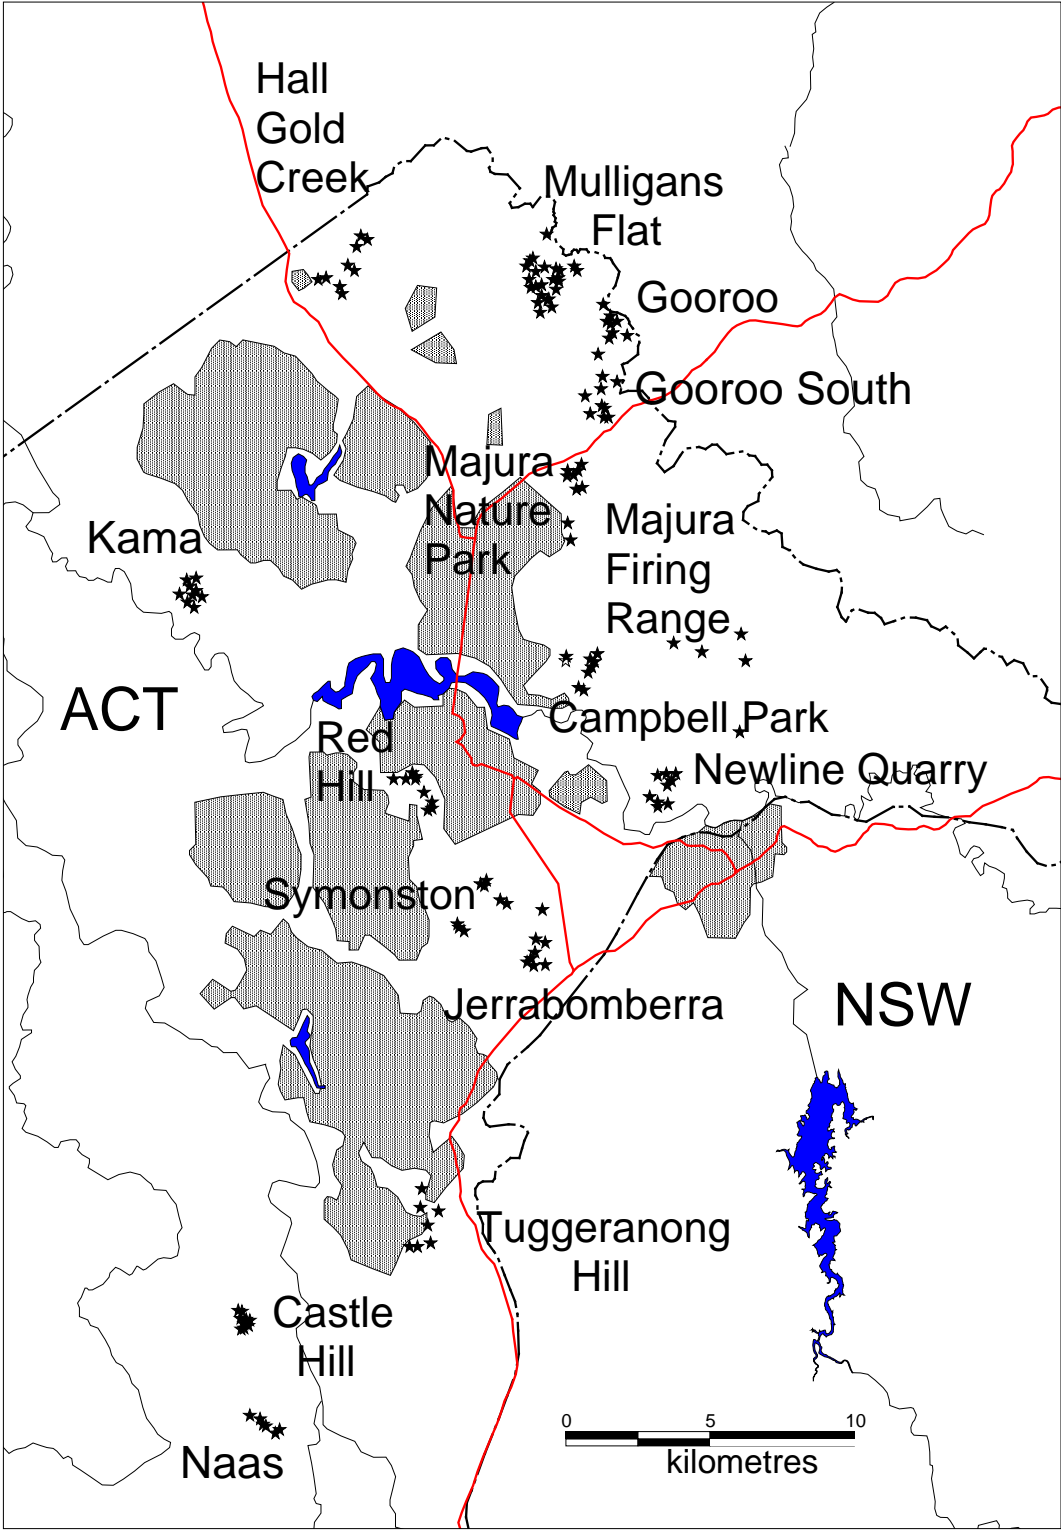 Hall
Gold
Creek
Mulligans
Flat
Gooroo
Gooroo South
Majura
Nature
Park
Majura
Firing
Range
Kama
ACT
Campbell Park
Red
Hill
Newline Quarry
Symonston
Jerrabomberra
NSW
Tuggeranong
Hill
Castle
Hill
Naas
0 5 10
kilometres